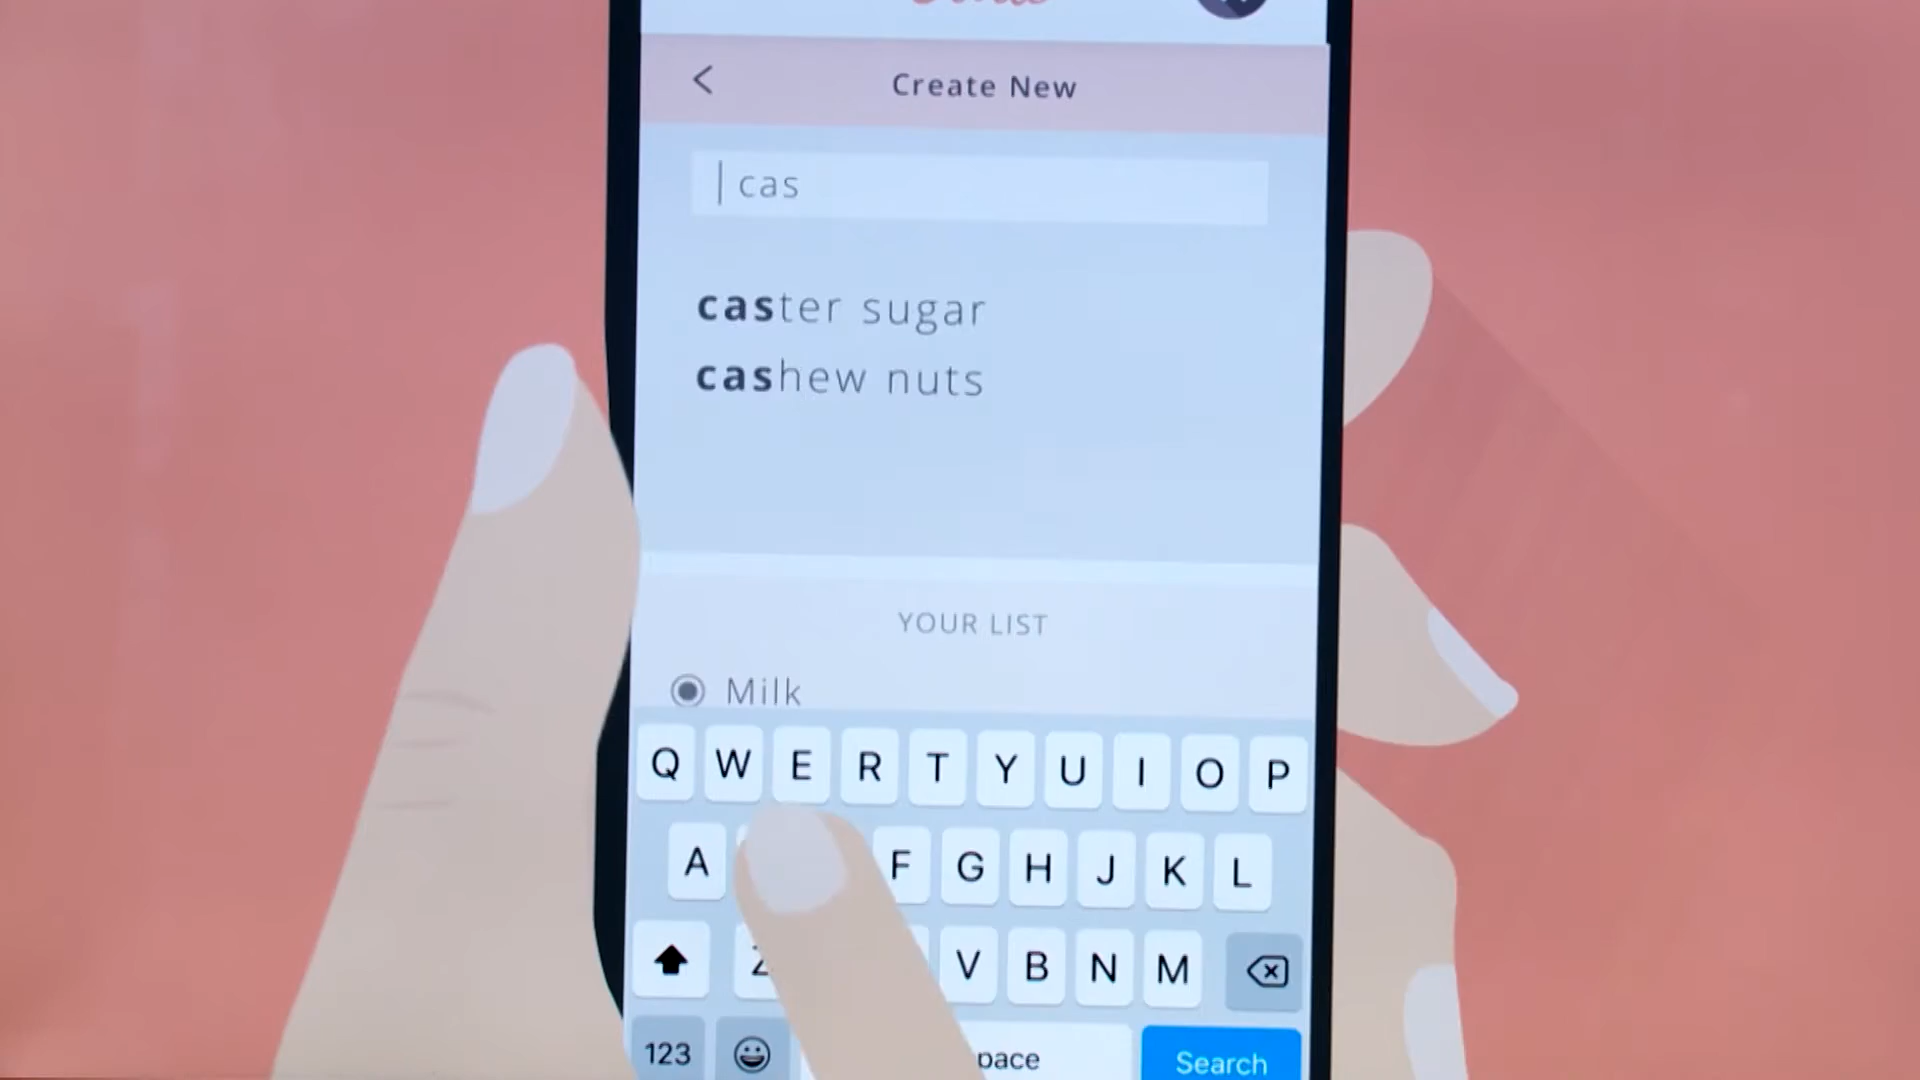 Create New
cas
caster sugar
cashew nuts
YOUR LIST
Milk
Q W E R T Y U I O P
A F G H J K L
Z V B N M
123 Search